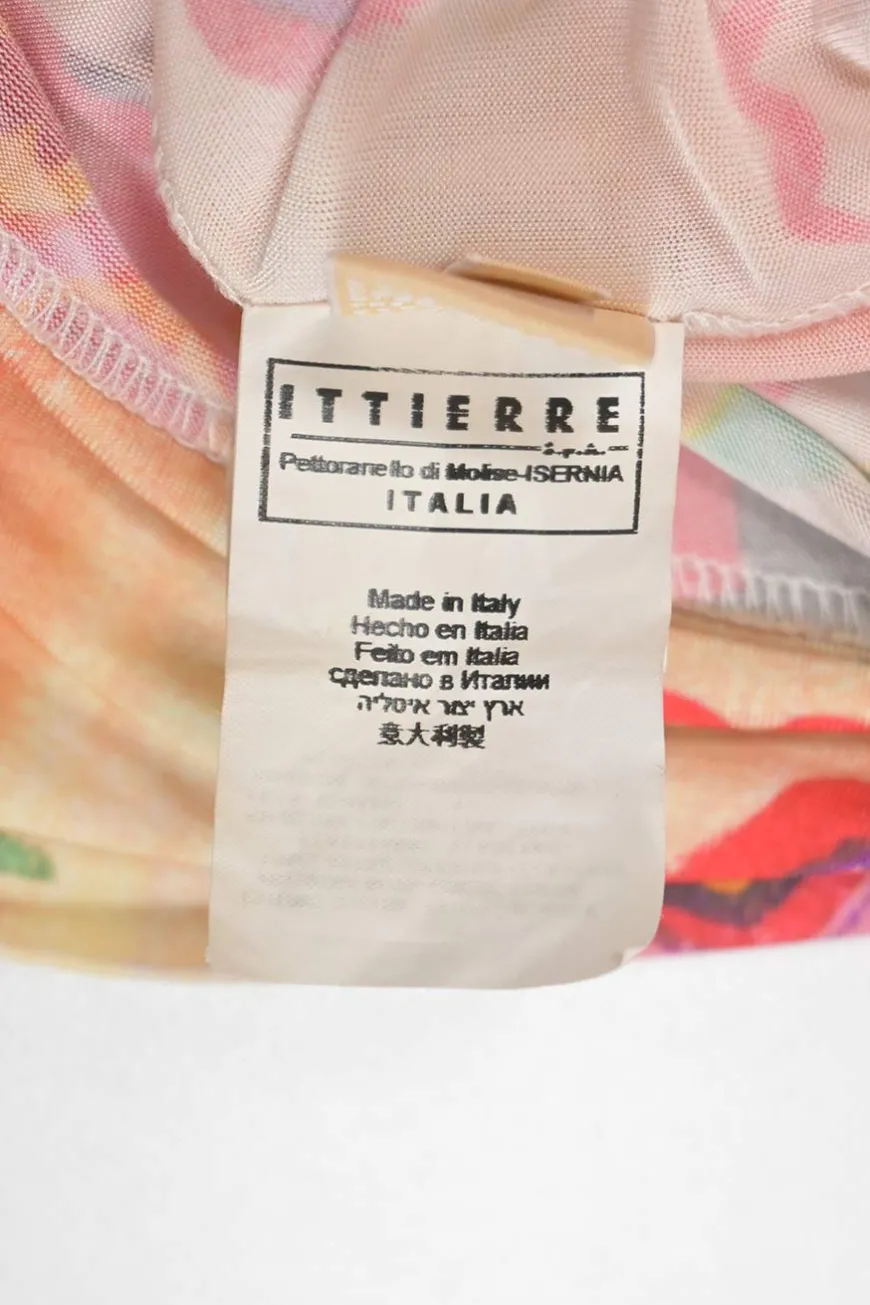 ITTIERRE
S.p.A.
Pettoranello di Molise-ISERNIA
ITALIA
Made in Italy
Hecho en Italia
Feito em Italia
сделано в Италии
ארץ יצור איטליה
意大利製